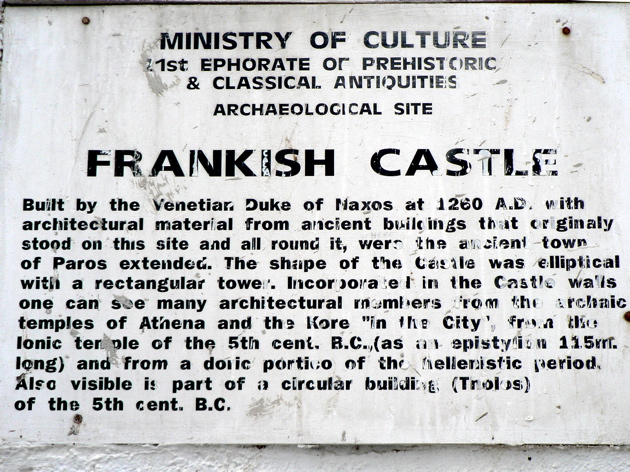 MINISTRY OF CULTURE
21st EPHORATE OF PREHISTORIC
& CLASSICAL ANTIQUITIES
ARCHAEOLOGICAL SITE
FRANKISH CASTLE
Built by the Venetian Duke of Naxos at 1260 A.D. with
architectural material from ancient buildings that originaly
stood on this site and all round it, were the ancient town
of Paros extended. The shape of the Castle was elliptical
with a rectangular tower. Incorporated in the Castle walls
one can see many architectural members from the archaic
temples of Athena and the Kore "in the City", from the
Ionic temple of the 5th cent. B.C.,(as an epistylion 115m.
long) and from a doric portico of the hellenistic period.
Also visible is part of a circular building (Tholos)
of the 5th cent. B.C.